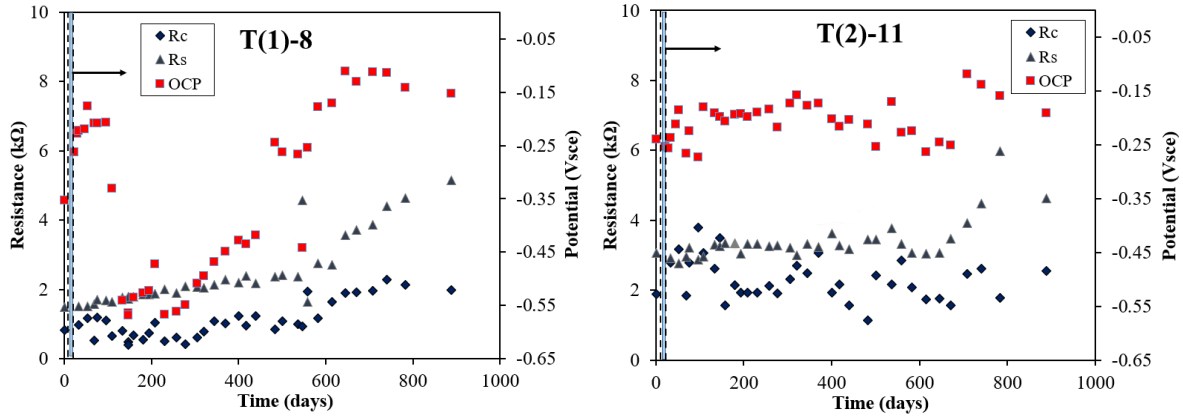 T(1)-8
Rc
Rs
OCP
Resistance (kΩ)
10
8
6
4
2
0
Potential (Vsce)
-0.05
-0.15
-0.25
-0.35
-0.45
-0.55
-0.65
0 200 400 600 800 1000
Time (days)
T(2)-11
Rc
Rs
OCP
Resistance (kΩ)
10
8
6
4
2
0
Potential (Vsce)
-0.05
-0.15
-0.25
-0.35
-0.45
-0.55
-0.65
0 200 400 600 800 1000
Time (days)